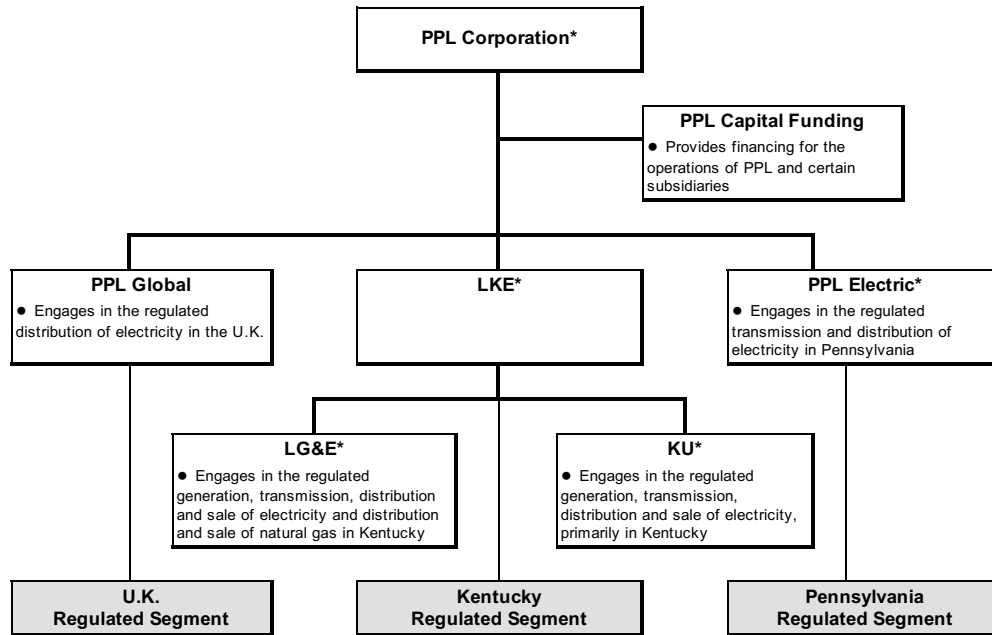 PPL Corporation*
PPL Capital Funding
● Provides financing for the
operations of PPL and certain
subsidiaries
PPL Global
● Engages in the regulated
distribution of electricity in the U.K.
LKE*
PPL Electric*
● Engages in the regulated
transmission and distribution of
electricity in Pennsylvania
LG&E*
● Engages in the regulated
generation, transmission, distribution
and sale of electricity and distribution
and sale of natural gas in Kentucky
KU*
● Engages in the regulated
generation, transmission,
distribution and sale of electricity,
primarily in Kentucky
U.K.
Regulated Segment
Kentucky
Regulated Segment
Pennsylvania
Regulated Segment